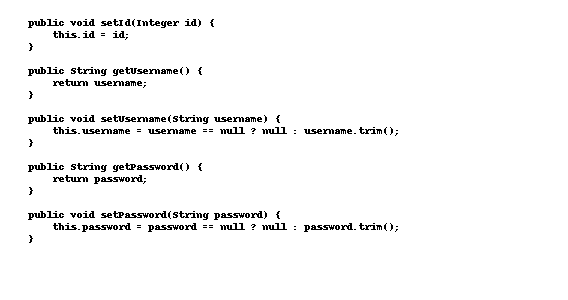 public void setId(Integer id) {
    this.id = id;
}
public String getUsername() {
    return username;
}
public void setUsername(String username) {
    this.username = username == null ? null : username.trim();
}
public String getPassword() {
    return password;
}
public void setPassword(String password) {
    this.password = password == null ? null : password.trim();
}